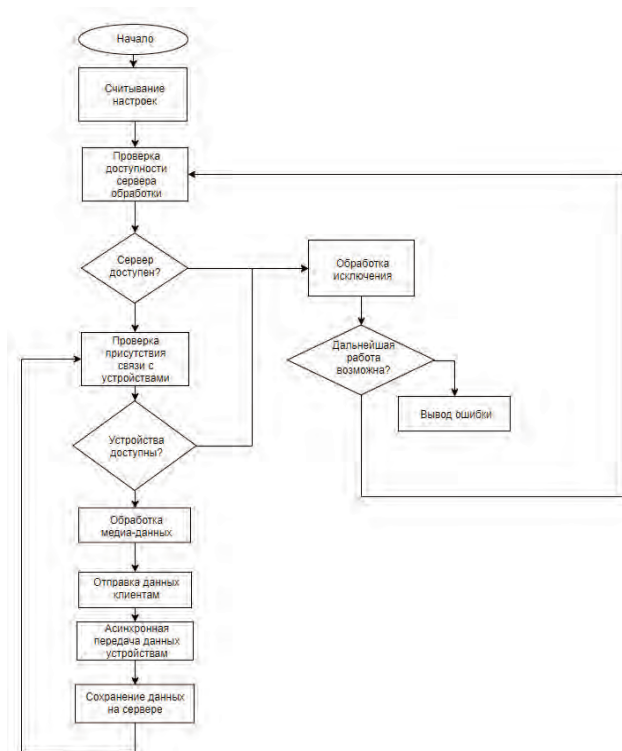 Начало
Считывание
настроек
Проверка
доступности
сервера
обработки
Сервер
доступен?
Обработка
исключения
Проверка
присутствия
связи с
устройствами
Дальнейшая
работа
возможна?
Вывод ошибки
Устройства
доступны?
Обработка
медиа-данных
Отправка данных
клиентам
Асинхронная
передача данных
устройствам
Сохранение данных
на сервере